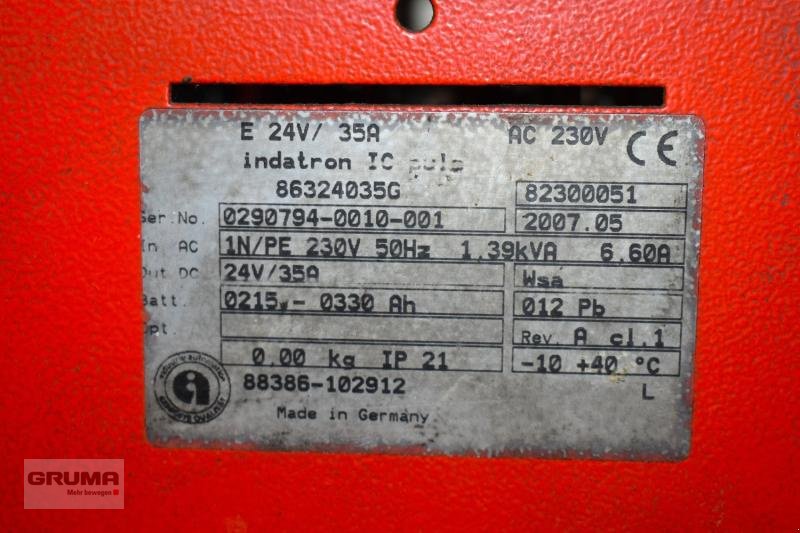 E 24V/ 35A AC 230V CE
indatron IC puls
86324035G 82300051
Ser.No. 0290794-0010-001 2007.05
In AC 1N/PE 230V 50Hz 1.39kVA 6.60A
Out DC 24V/35A Wsa
Batt. 0215 - 0330 Ah 012 Pb
Opt. Rev. A cl.1
0.00 kg IP 21 -10 +40 °C
88386-102912 L
Made in Germany
GRUMA
Mehr bewegen